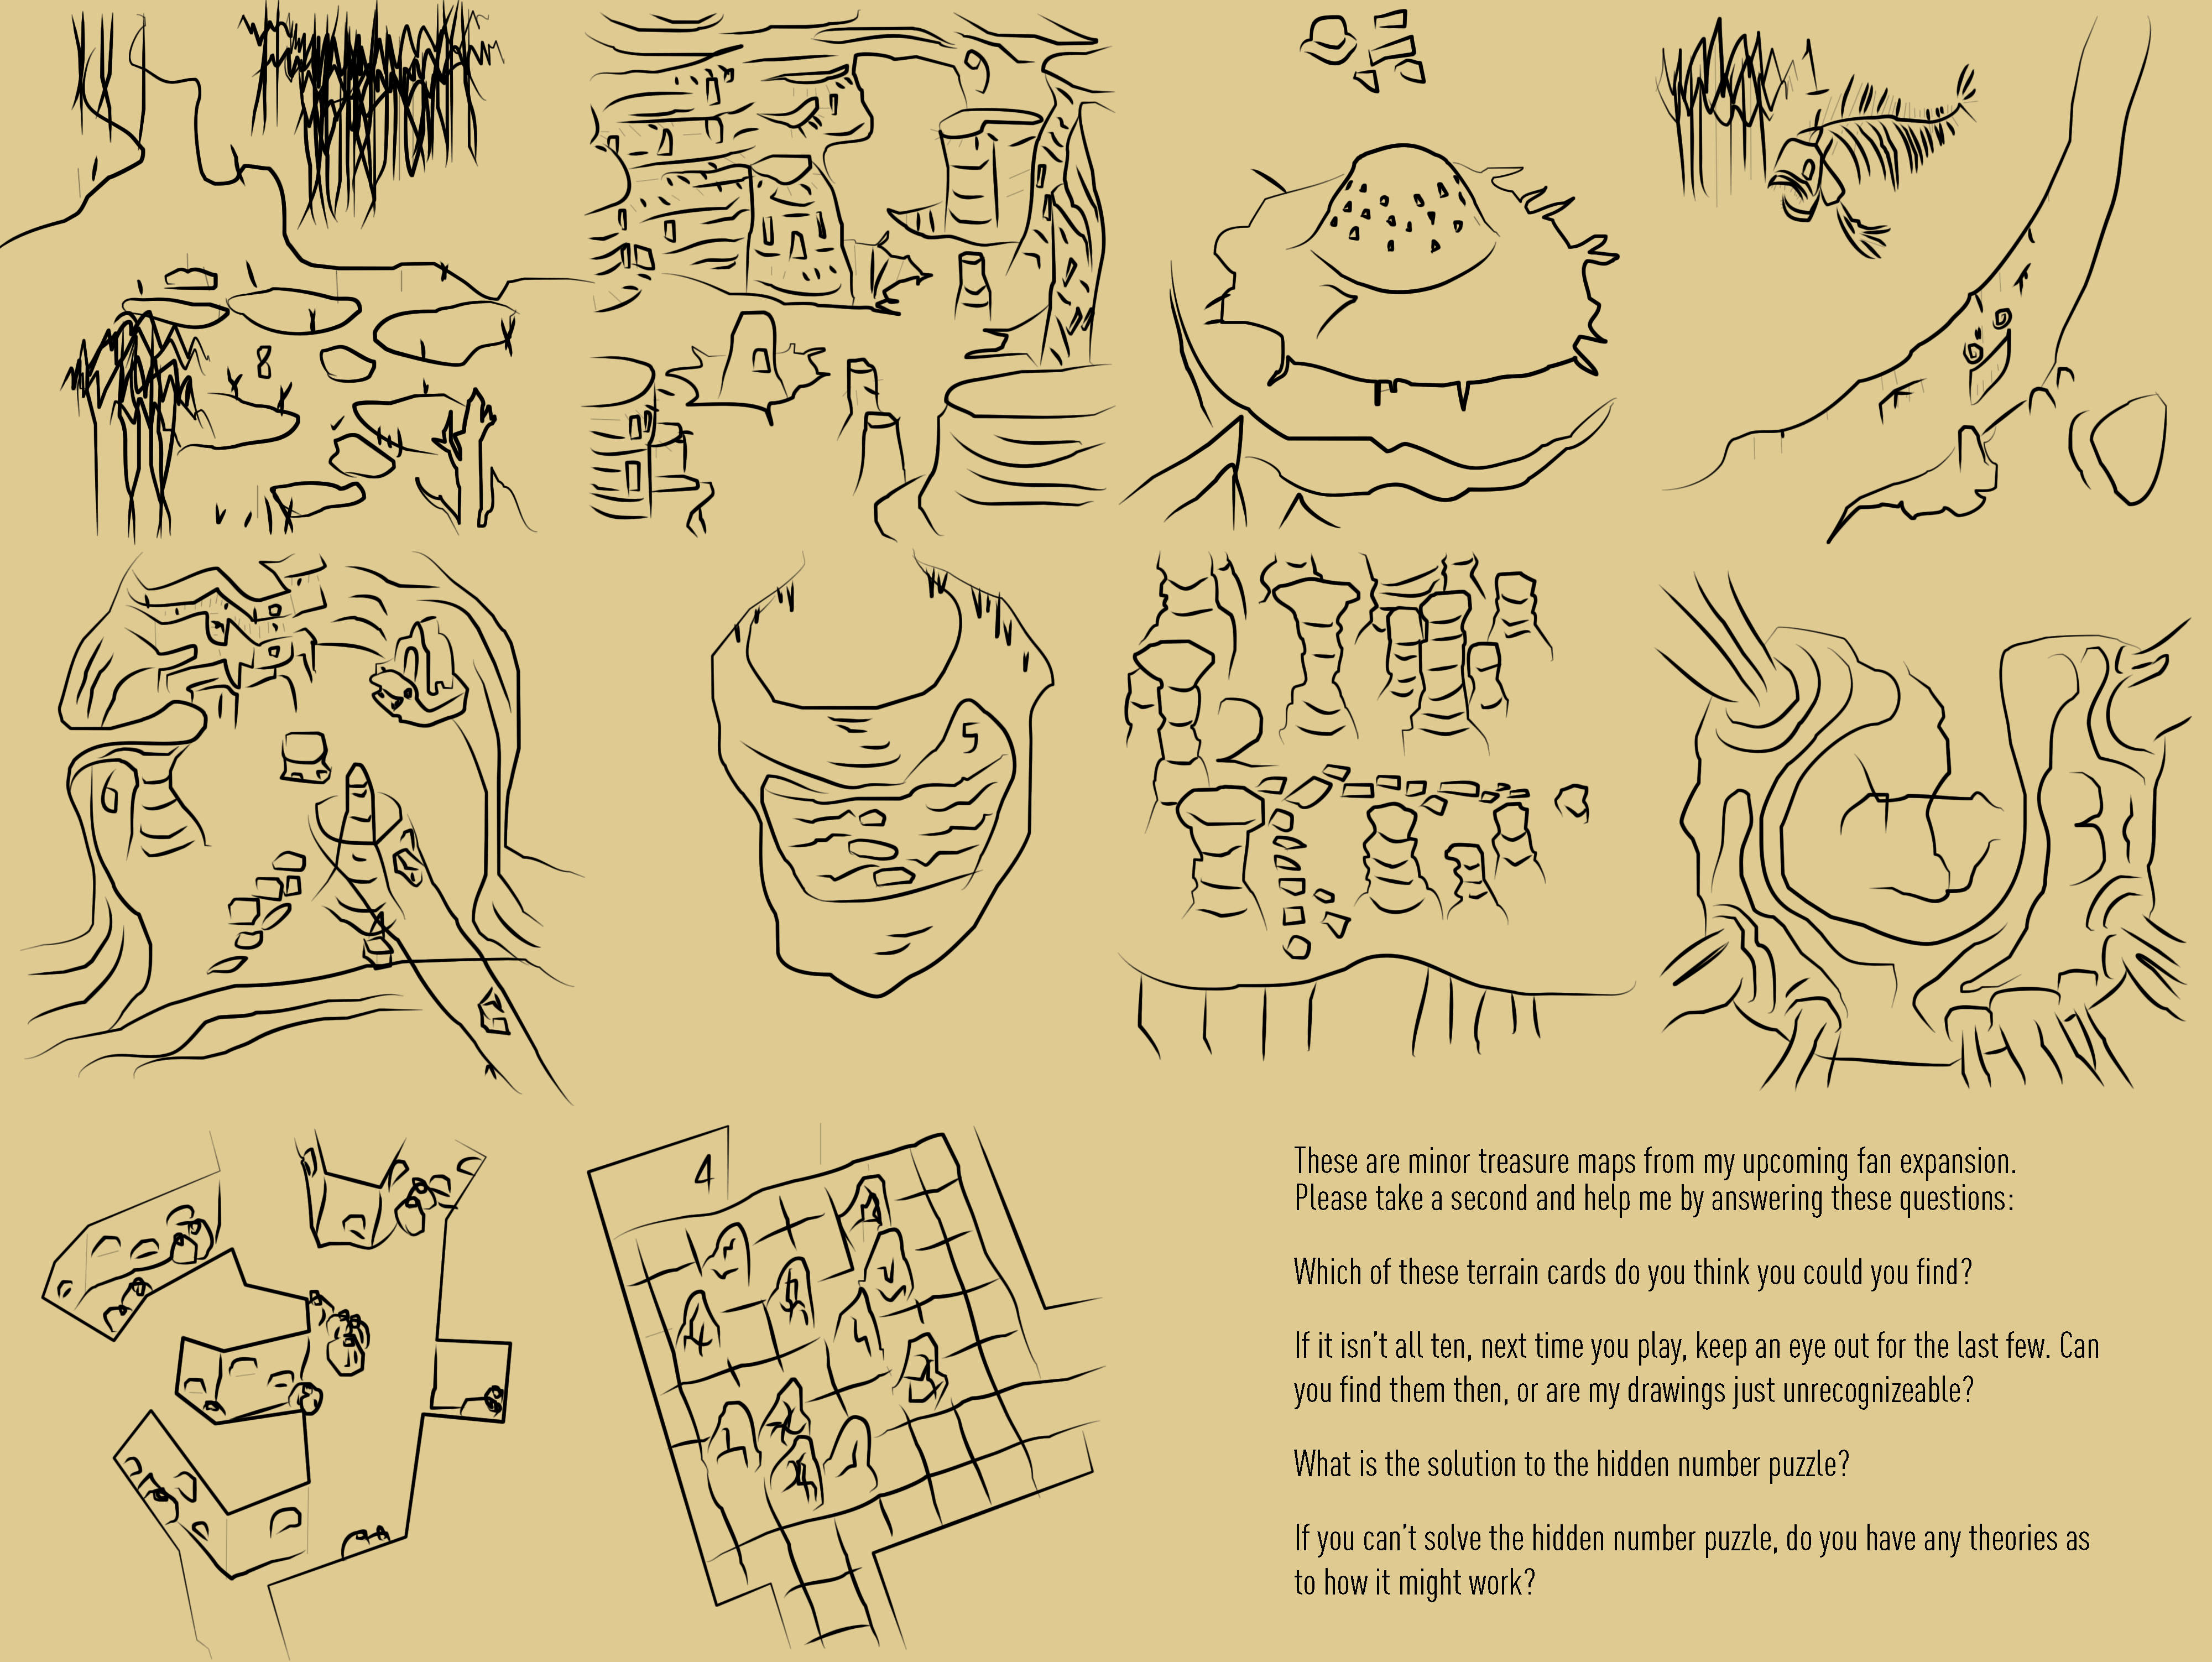 8
9
6
5
2
3
4
These are minor treasure maps from my upcoming fan expansion.
Please take a second and help me by answering these questions:
Which of these terrain cards do you think you could you find?
If it isn't all ten, next time you play, keep an eye out for the last few. Can
you find them then, or are my drawings just unrecognizeable?
What is the solution to the hidden number puzzle?
If you can't solve the hidden number puzzle, do you have any theories as
to how it might work?